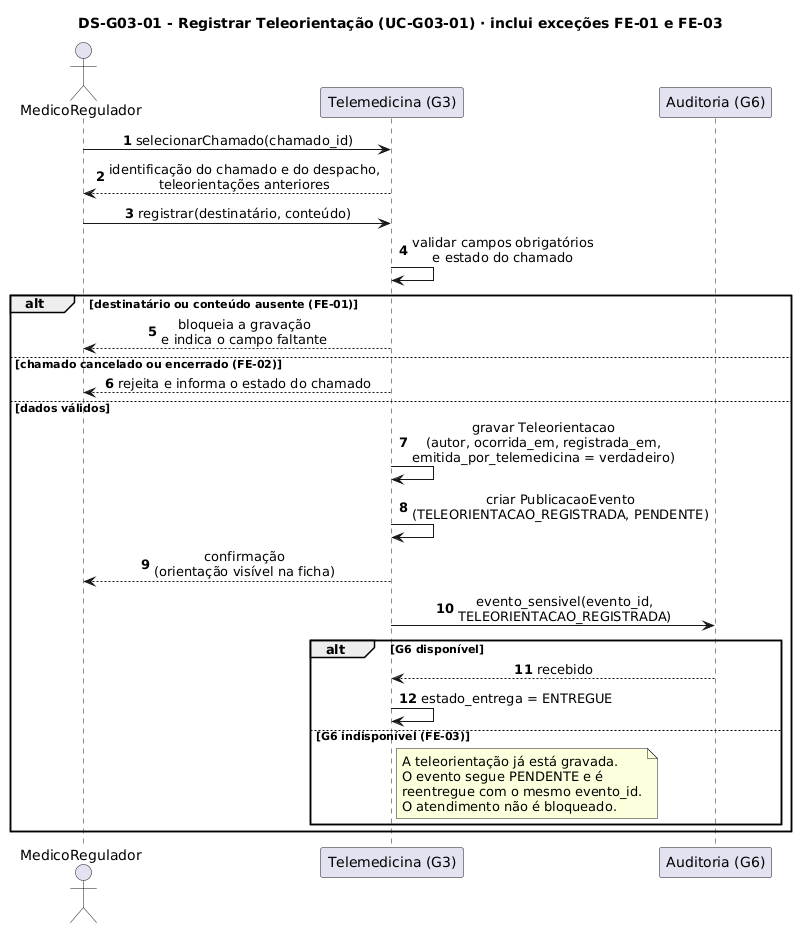 DS-G03-01 - Registrar Teleorientação (UC-G03-01) · inclui exceções FE-01 e FE-03
MedicoRegulador
Telemedicina (G3)
Auditoria (G6)
1 selecionarChamado(chamado_id)
2 identificação do chamado e do despacho,
teleorientações anteriores
3 registrar(destinatário, conteúdo)
4 validar campos obrigatórios
e estado do chamado
alt [destinatário ou conteúdo ausente (FE-01)]
5 bloqueia a gravação
e indica o campo faltante
[chamado cancelado ou encerrado (FE-02)]
6 rejeita e informa o estado do chamado
[dados válidos]
7 gravar Teleorientacao
(autor, ocorrida_em, registrada_em,
emitida_por_telemedicina = verdadeiro)
8 criar PublicacaoEvento
(TELEORIENTACAO_REGISTRADA, PENDENTE)
9 confirmação
(orientação visível na ficha)
10 evento_sensivel(evento_id,
TELEORIENTACAO_REGISTRADA)
alt [G6 disponível]
11 recebido
12 estado_entrega = ENTREGUE
[G6 indisponível (FE-03)]
A teleorientação já está gravada.
O evento segue PENDENTE e é
reentregue com o mesmo evento_id.
O atendimento não é bloqueado.
MedicoRegulador
Telemedicina (G3)
Auditoria (G6)